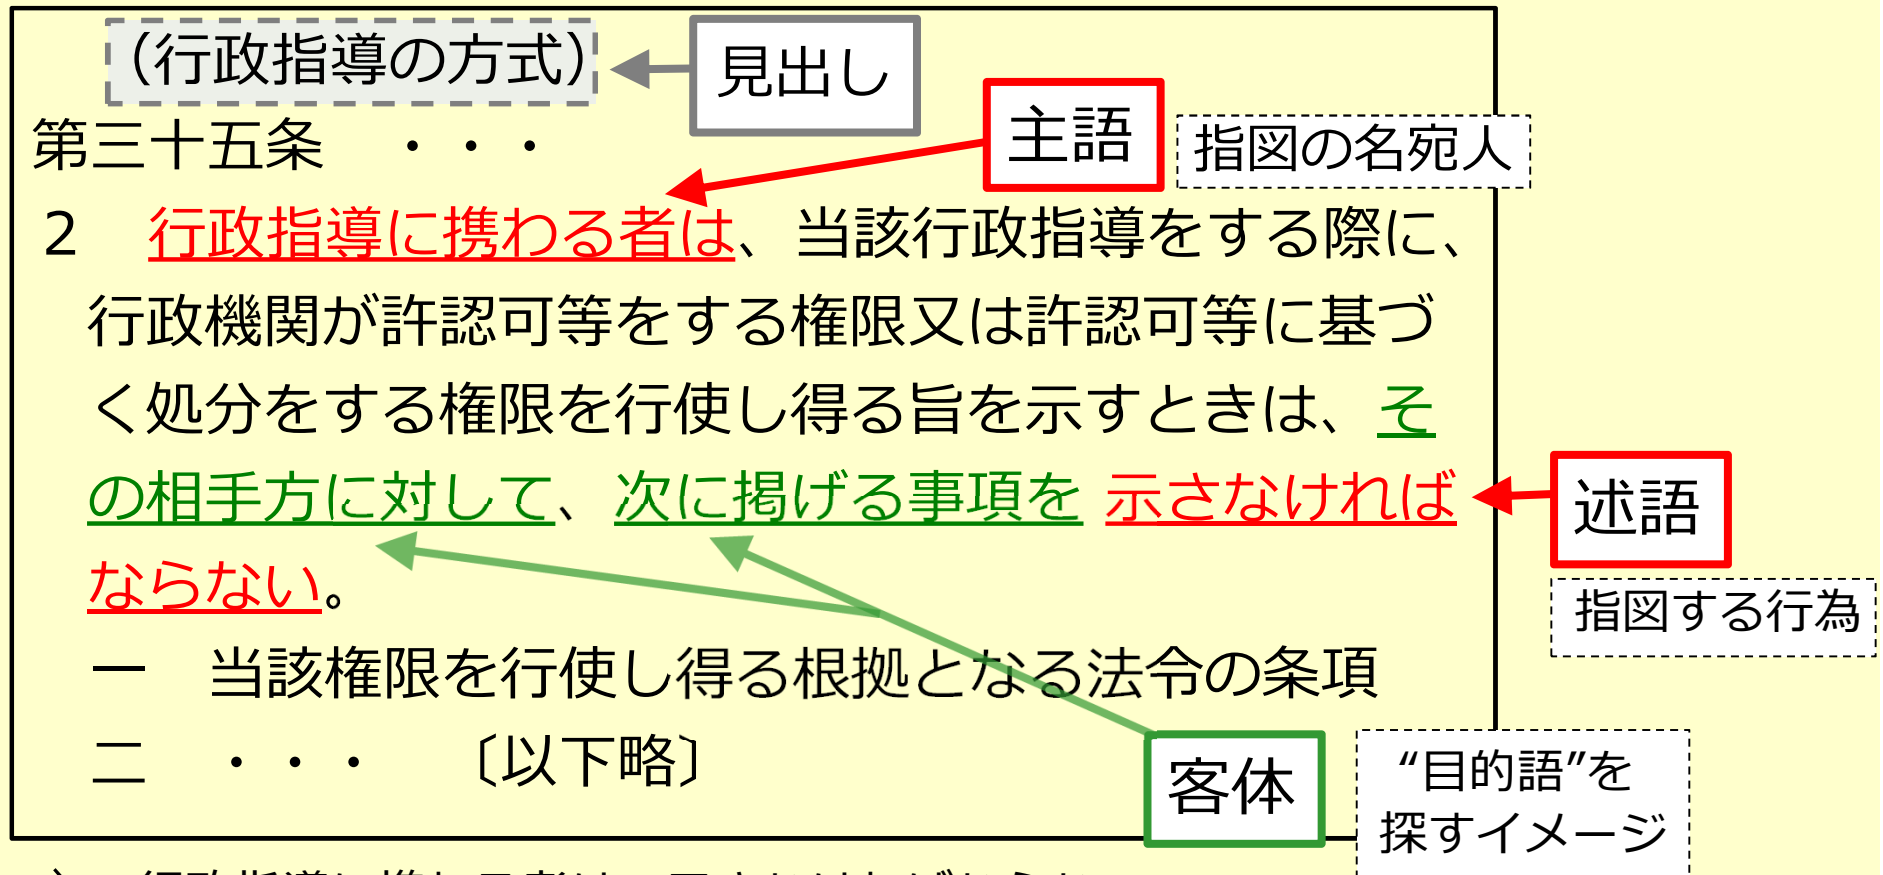 （行政指導の方式）
見出し
第三十五条　・・・
主語
指図の名宛人
２　行政指導に携わる者は、当該行政指導をする際に、
行政機関が許認可等をする権限又は許認可等に基づ
く処分をする権限を行使し得る旨を示すときは、そ
の相手方に対して、次に掲げる事項を 示さなければ
述語
ならない。
指図する行為
一　当該権限を行使し得る根拠となる法令の条項
二　・・・　〔以下略〕
客体
“目的語”を
探すイメージ